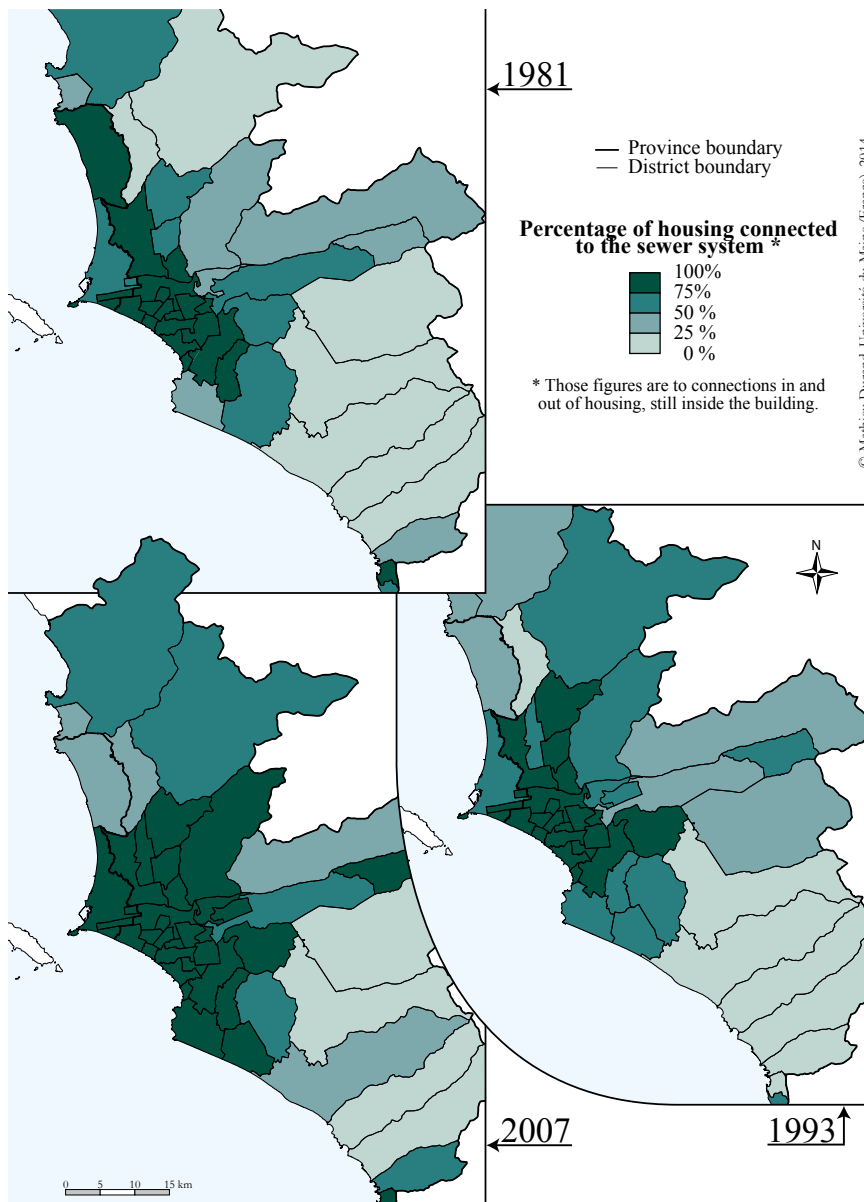 1981
Province boundary
District boundary
Percentage of housing connected
to the sewer system *
100%
75%
50 %
25 %
0 %
* Those figures are to connections in and
out of housing, still inside the building.
N
2007
1993
0 5 10 15 km
2014